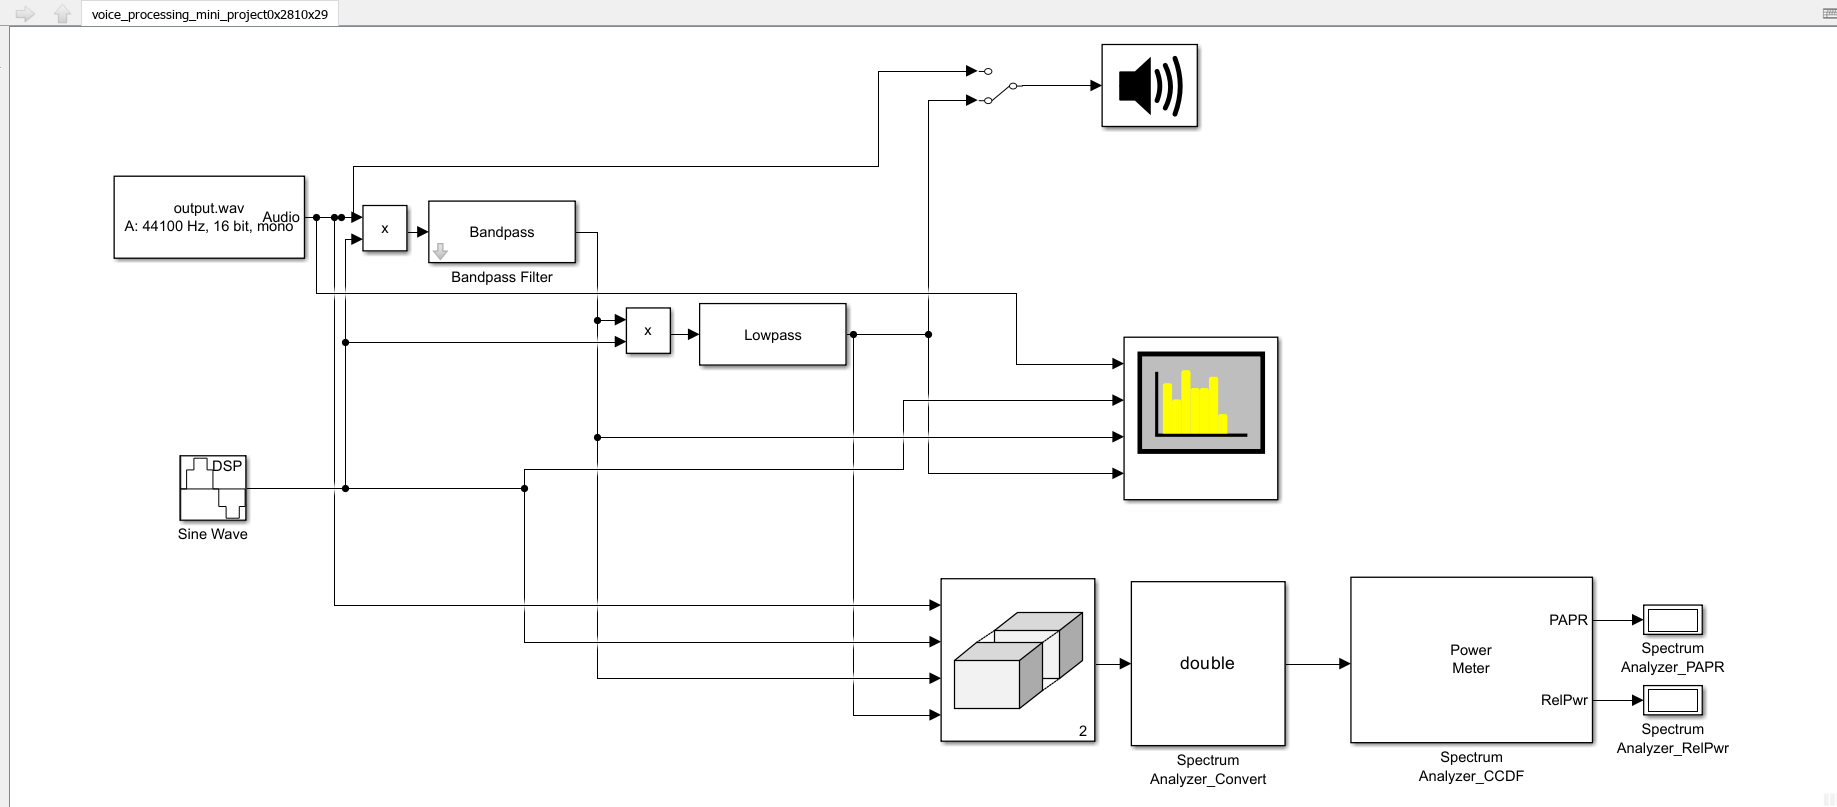 voice_processing_mini_project0x2810x29
output.wav
Audio
A: 44100 Hz, 16 bit, mono
x
Bandpass
Bandpass Filter
x
Lowpass
DSP
Sine Wave
2
double
Spectrum
Analyzer_Convert
PAPR
Power
Meter
RelPwr
Spectrum
Analyzer_CCDF
Spectrum
Analyzer_PAPR
Spectrum
Analyzer_RelPwr